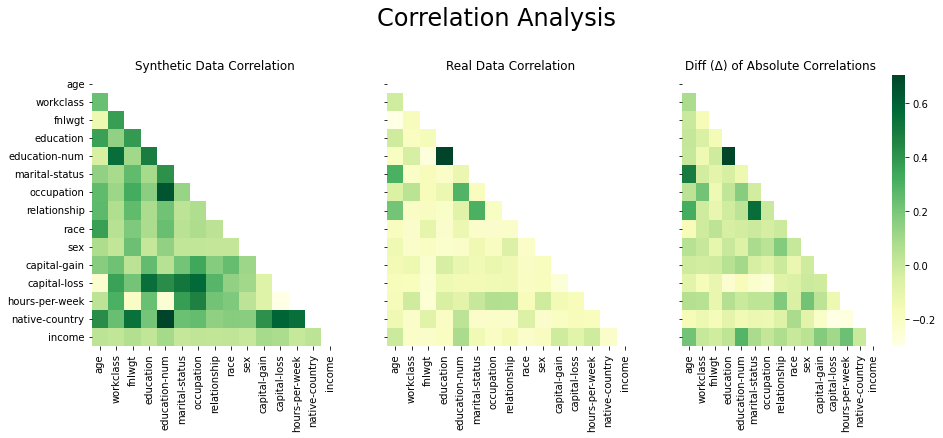 Correlation Analysis
Synthetic Data Correlation
Real Data Correlation
Diff (Δ) of Absolute Correlations
age
workclass
fnlwgt
education
education-num
marital-status
occupation
relationship
race
sex
capital-gain
capital-loss
hours-per-week
native-country
income
age
workclass
fnlwgt
education
education-num
marital-status
occupation
relationship
race
sex
capital-gain
capital-loss
hours-per-week
native-country
income
age
workclass
fnlwgt
education
education-num
marital-status
occupation
relationship
race
sex
capital-gain
capital-loss
hours-per-week
native-country
income
age
workclass
fnlwgt
education
education-num
marital-status
occupation
relationship
race
sex
capital-gain
capital-loss
hours-per-week
native-country
income
0.6
0.4
0.2
0.0
−0.2